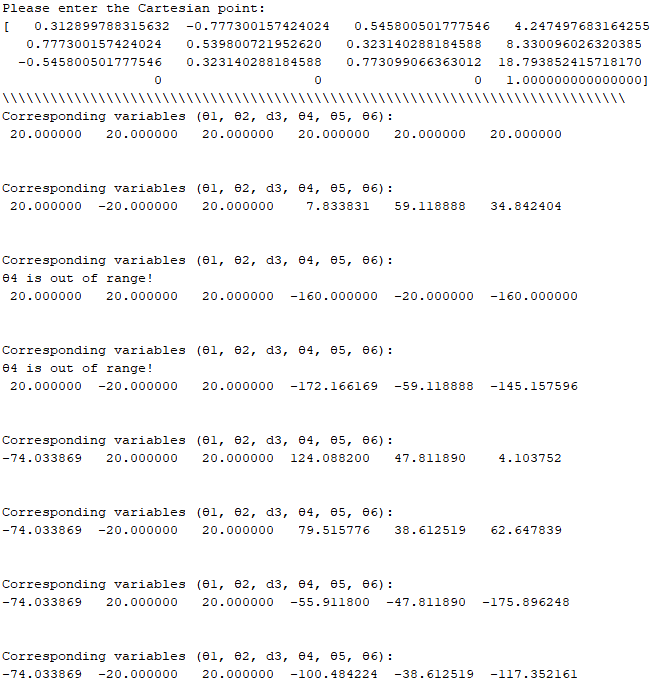 Please enter the Cartesian point:
[ 0.312899788315632 -0.777300157424024 0.545800501777546 4.247497683164255
0.777300157424024 0.539800721952620 0.323140288184588 8.330096026320385
-0.545800501777546 0.323140288184588 0.773099066363012 18.793852415718170
0 0 0 1.000000000000000]
\\\\\\\\\\\\\\\\\\\\\\\\\\\\\\\\\\\\\\\\\\\\\\\\\\\\\\\\\\\\\\\\\\\\\\\\\\\\\\
Corresponding variables (θ1, θ2, d3, θ4, θ5, θ6):
20.000000 20.000000 20.000000 20.000000 20.000000 20.000000
Corresponding variables (θ1, θ2, d3, θ4, θ5, θ6):
20.000000 -20.000000 20.000000 7.833831 59.118888 34.842404
Corresponding variables (θ1, θ2, d3, θ4, θ5, θ6):
θ4 is out of range!
20.000000 20.000000 20.000000 -160.000000 -20.000000 -160.000000
Corresponding variables (θ1, θ2, d3, θ4, θ5, θ6):
θ4 is out of range!
20.000000 -20.000000 20.000000 -172.166169 -59.118888 -145.157596
Corresponding variables (θ1, θ2, d3, θ4, θ5, θ6):
-74.033869 20.000000 20.000000 124.088200 47.811890 4.103752
Corresponding variables (θ1, θ2, d3, θ4, θ5, θ6):
-74.033869 -20.000000 20.000000 79.515776 38.612519 62.647839
Corresponding variables (θ1, θ2, d3, θ4, θ5, θ6):
-74.033869 20.000000 20.000000 -55.911800 -47.811890 -175.896248
Corresponding variables (θ1, θ2, d3, θ4, θ5, θ6):
-74.033869 -20.000000 20.000000 -100.484224 -38.612519 -117.352161